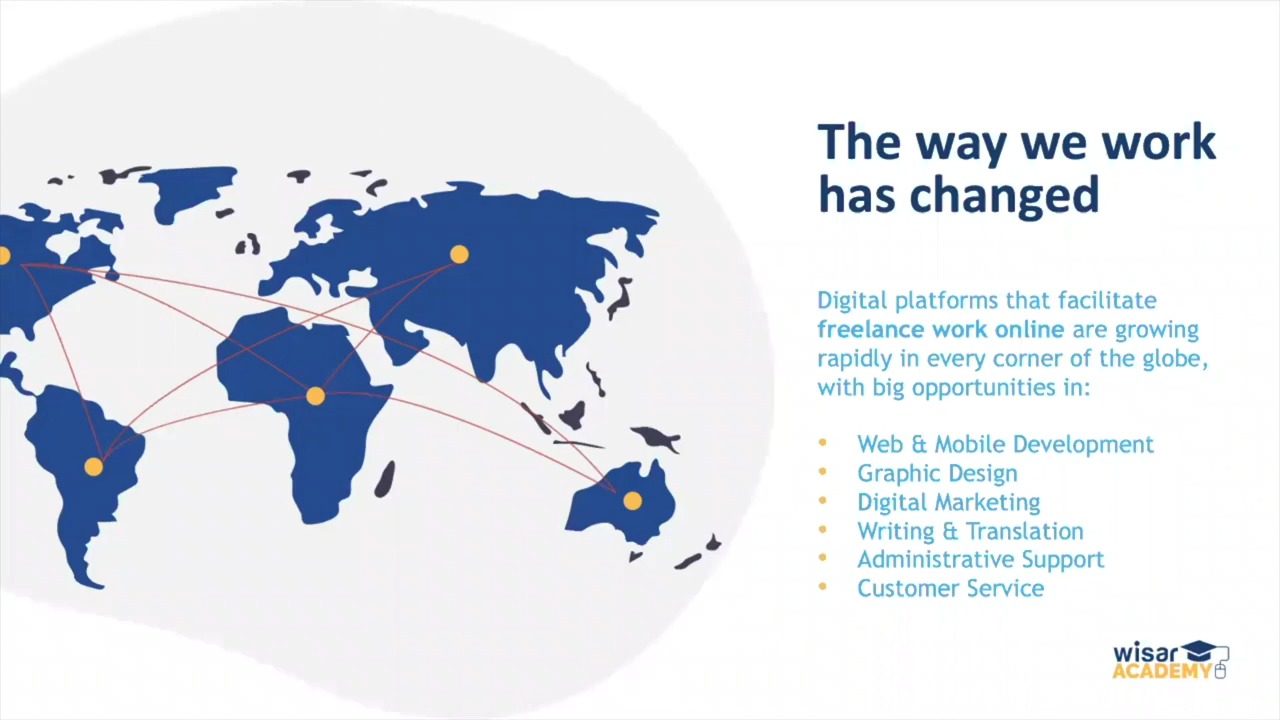 The way we work
has changed
Digital platforms that facilitate
freelance work online are growing
rapidly in every corner of the globe,
with big opportunities in:
• Web & Mobile Development
• Graphic Design
• Digital Marketing
• Writing & Translation
• Administrative Support
• Customer Service
wisar
ACADEMY